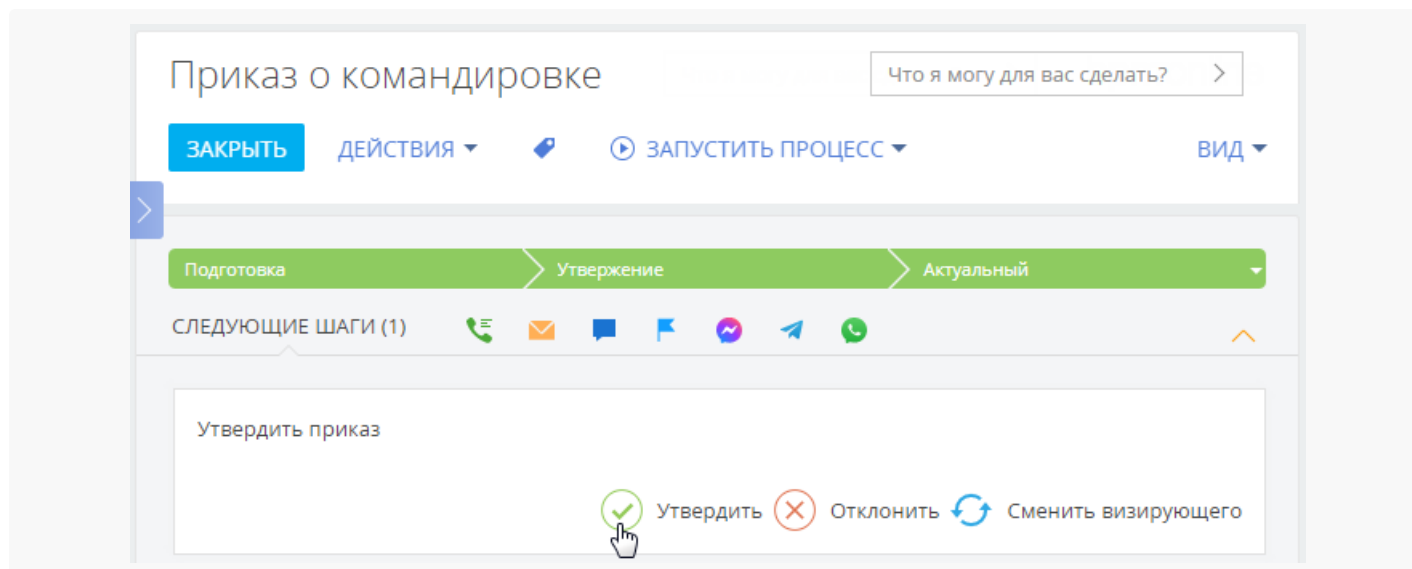 Приказ о командировке
Что я могу для вас сделать?
ЗАКРЫТЬ ДЕЙСТВИЯ ЗАПУСТИТЬ ПРОЦЕСС ВИД
Подготовка Утвержение Актуальный
СЛЕДУЮЩИЕ ШАГИ (1)
Утвердить приказ
Утвердить Отклонить Сменить визирующего